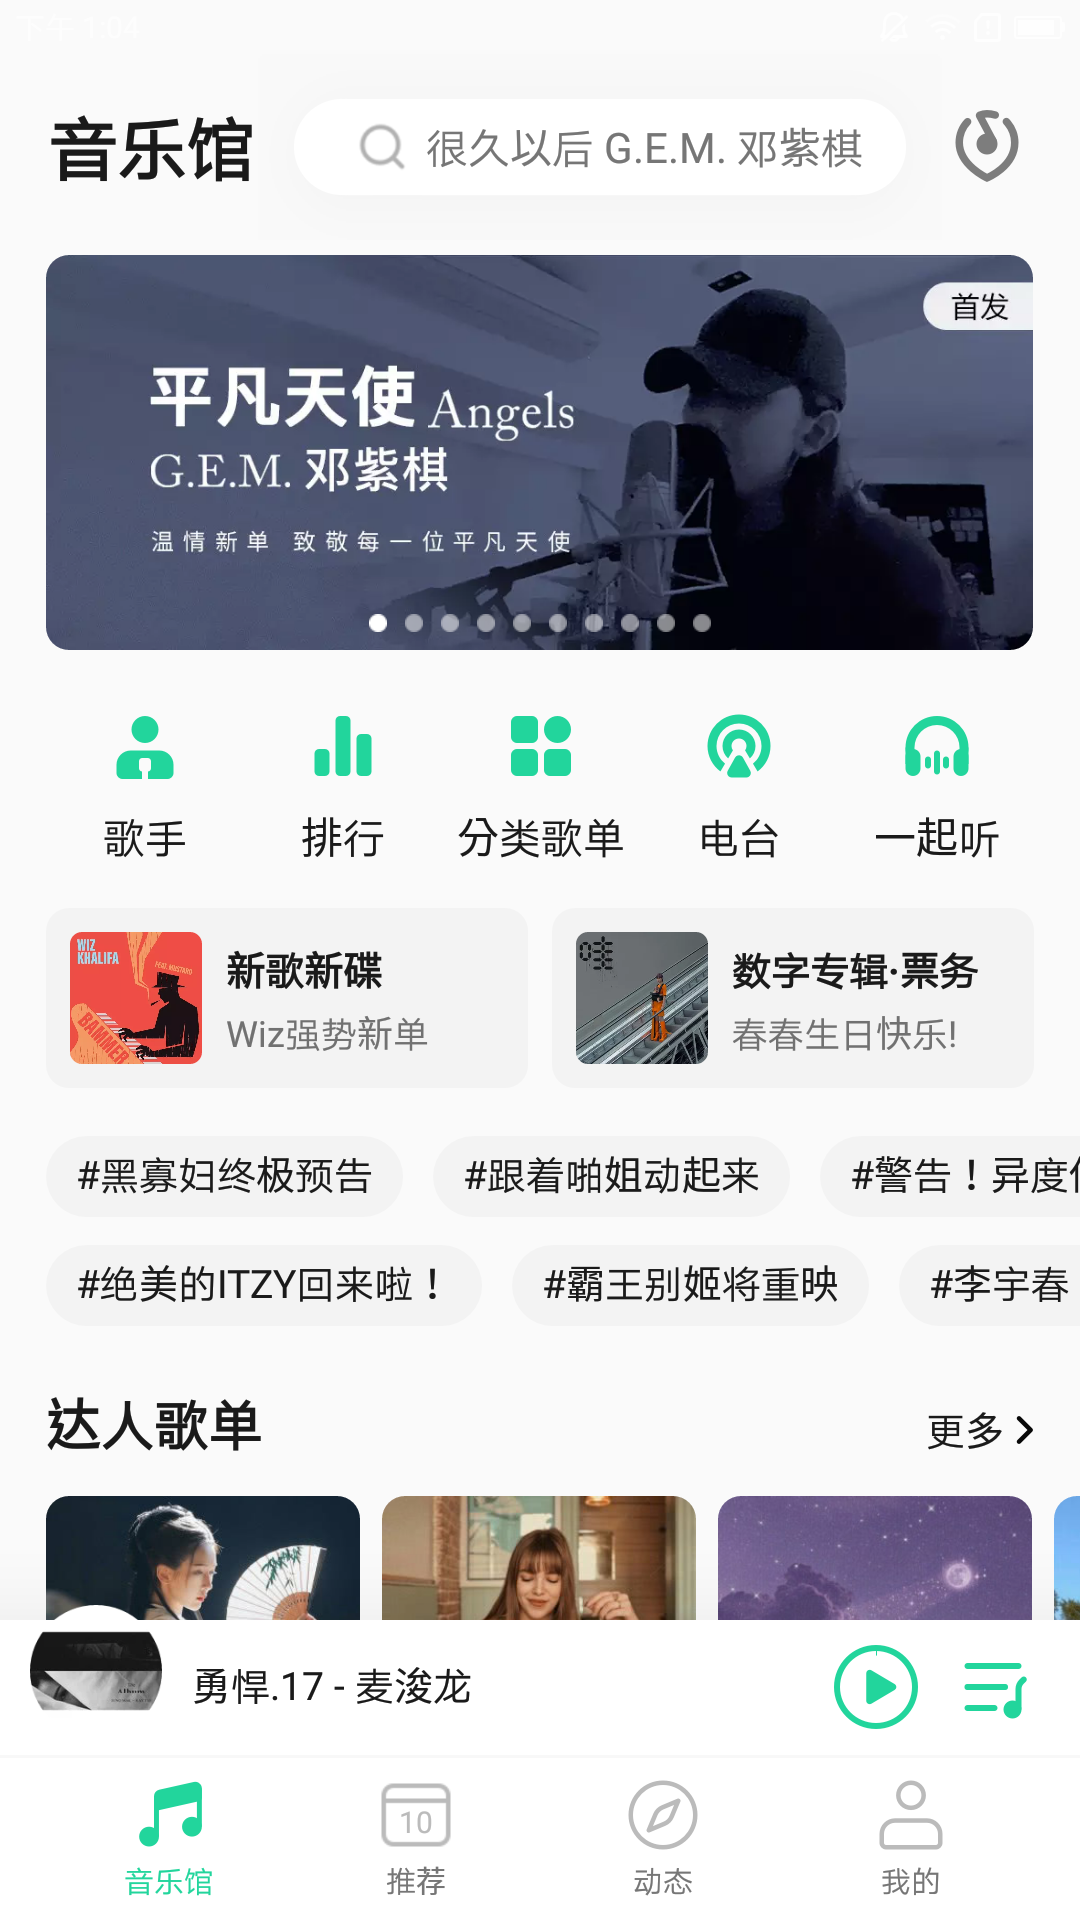 下午 1:04
音乐馆
很久以后 G.E.M. 邓紫棋
首发
平凡天使 Angels
G.E.M. 邓紫棋
温情新单 致敬每一位平凡天使
歌手
排行
分类歌单
电台
一起听
WIZ
KHALIFA
FEAT. MUSTARD
BAMMER
新歌新碟
Wiz强势新单
数字专辑·票务
春春生日快乐!
#黑寡妇终极预告
#跟着啪姐动起来
#警告！异度
#绝美的ITZY回来啦！
#霸王别姬将重映
#李宇春
达人歌单
更多
勇悍.17 - 麦浚龙
10
音乐馆
推荐
动态
我的